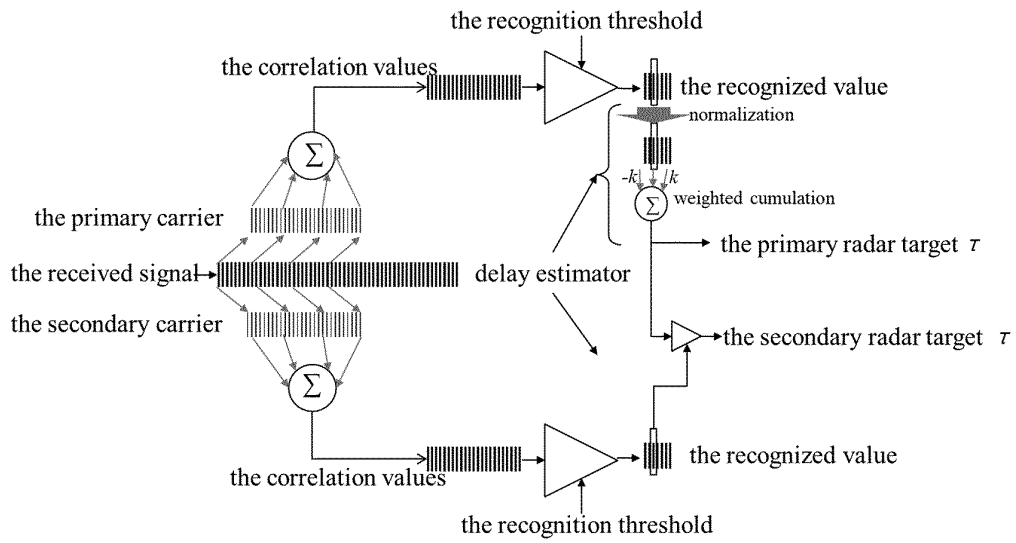 the recognition threshold
the correlation values
the recognized value
normalization
-k
k
Σ
the primary carrier
Σ
weighted cumulation
the primary radar target τ
the received signal
delay estimator
the secondary carrier
the secondary radar target τ
Σ
the correlation values
the recognized value
the recognition threshold